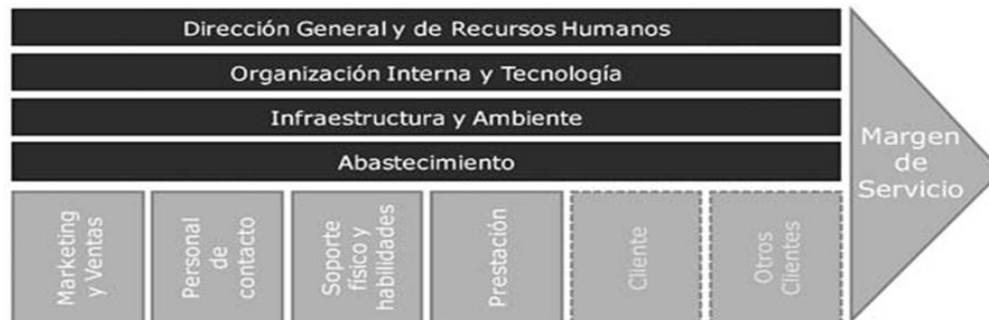 Dirección General y de Recursos Humanos
Organización Interna y Tecnología
Infraestructura y Ambiente
Abastecimiento
Margen
de
Servicio
Marketing
y Ventas
Personal
de
contacto
Soporte
físico y
habilidades
Prestación
Cliente
Otros
Clientes